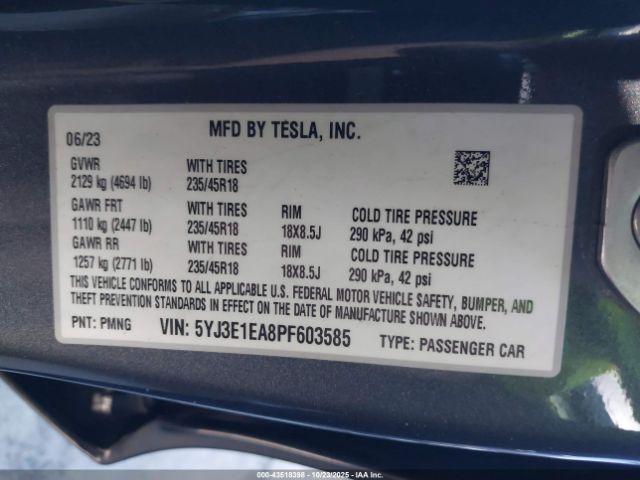 06/23
MFD BY TESLA, INC.
GVWR WITH TIRES
2129 kg (4694 lb) 235/45R18
GAWR FRT WITH TIRES RIM COLD TIRE PRESSURE
1110 kg (2447 lb) 235/45R18 18X8.5J 290 kPa, 42 psi
GAWR RR WITH TIRES RIM COLD TIRE PRESSURE
1257 kg (2771 lb) 235/45R18 18X8.5J 290 kPa, 42 psi
THIS VEHICLE CONFORMS TO ALL APPLICABLE U.S. FEDERAL MOTOR VEHICLE SAFETY, BUMPER, AND
THEFT PREVENTION STANDARDS IN EFFECT ON THE DATE OF MANUFACTURE SHOWN ABOVE.
PNT: PMNG VIN: 5YJ3E1EA8PF603585 TYPE: PASSENGER CAR
000-43518398 - 10/23/2025 - IAA Inc.